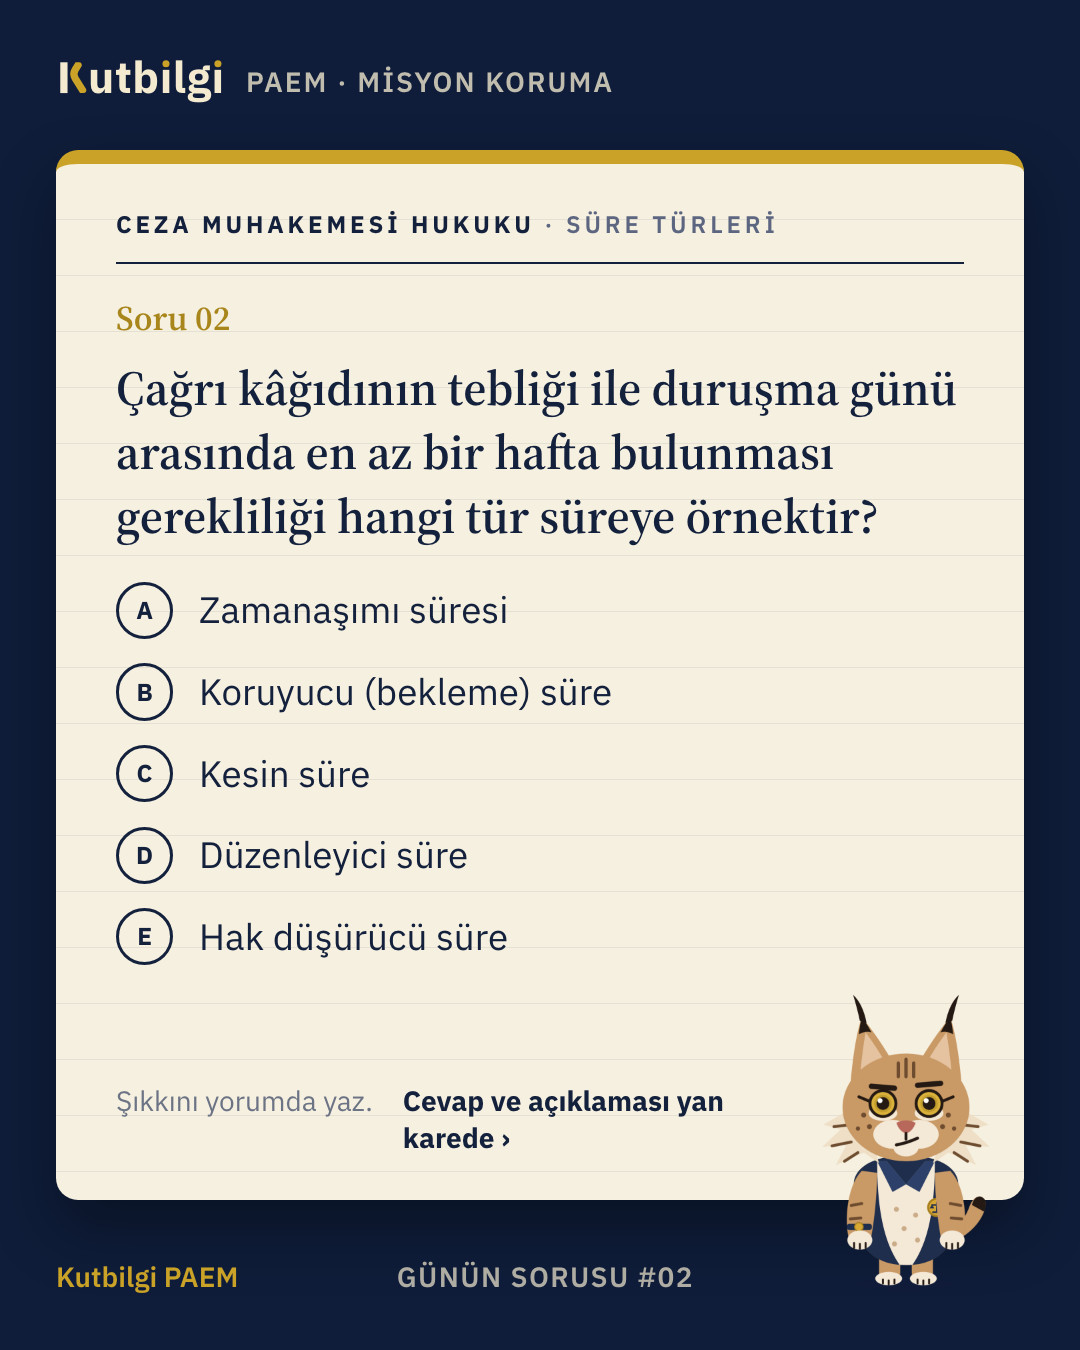 Kutbilgi PAEM · MİSYON KORUMA
CEZA MUHAKEMESİ HUKUKU · SÜRE TÜRLERİ
Soru 02
Çağrı kâğıdının tebliği ile duruşma günü
arasında en az bir hafta bulunması
gerekliliği hangi tür süreye örnektir?
A Zamanaşımı süresi
B Koruyucu (bekleme) süre
C Kesin süre
D Düzenleyici süre
E Hak düşürücü süre
Şıkkını yorumda yaz. Cevap ve açıklaması yan
karede ›
Kutbilgi PAEM GÜNÜN SORUSU #02